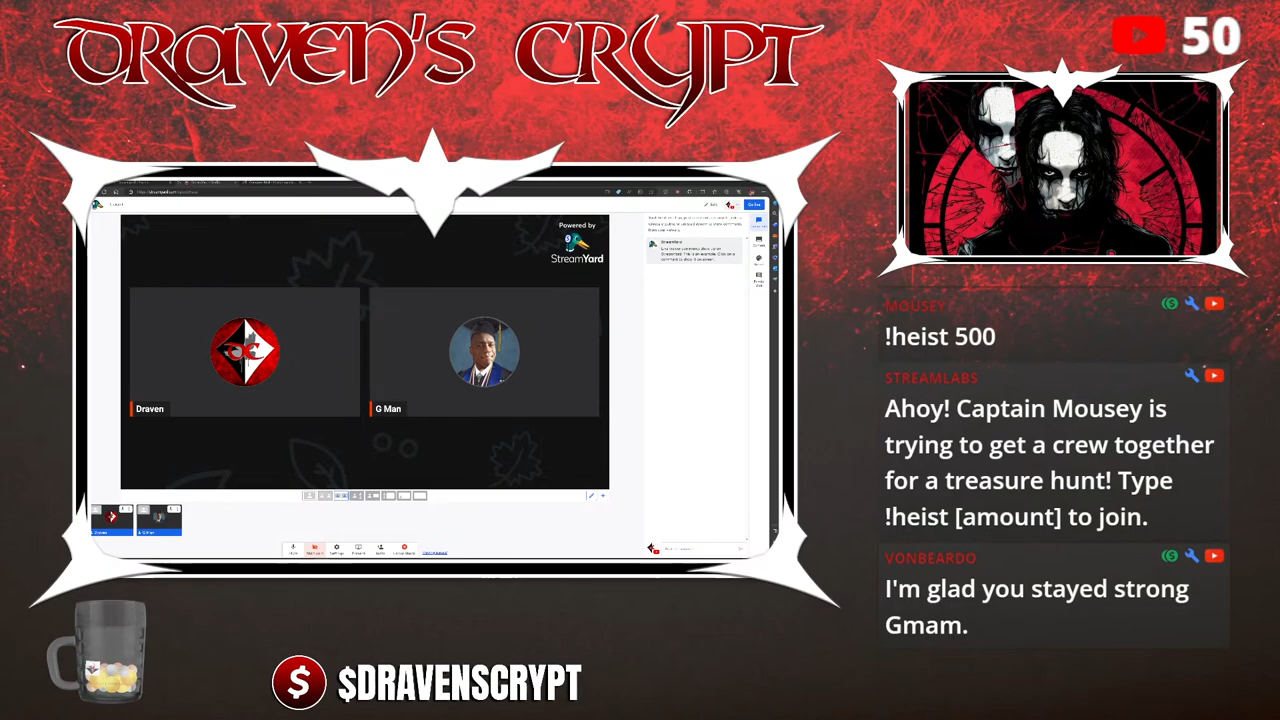 DRAVEN'S CRYPT
50
Powered by
StreamYard
Draven
G Man
MOUSEY
!heist 500
STREAMLABS
Ahoy! Captain Mousey is
trying to get a crew together
for a treasure hunt! Type
!heist [amount] to join.
VONBEARDO
I'm glad you stayed strong
Gmam.
$
$DRAVENSCRYPT